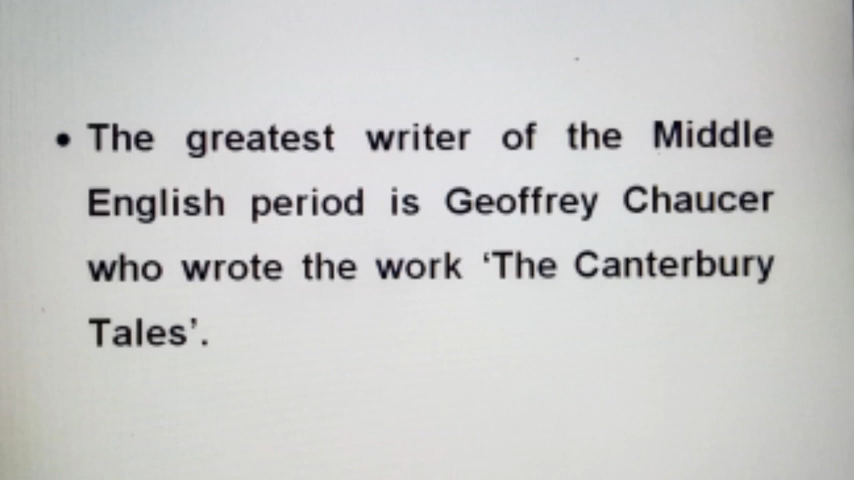 • The greatest writer of the Middle
English period is Geoffrey Chaucer
who wrote the work ‘The Canterbury
Tales’.